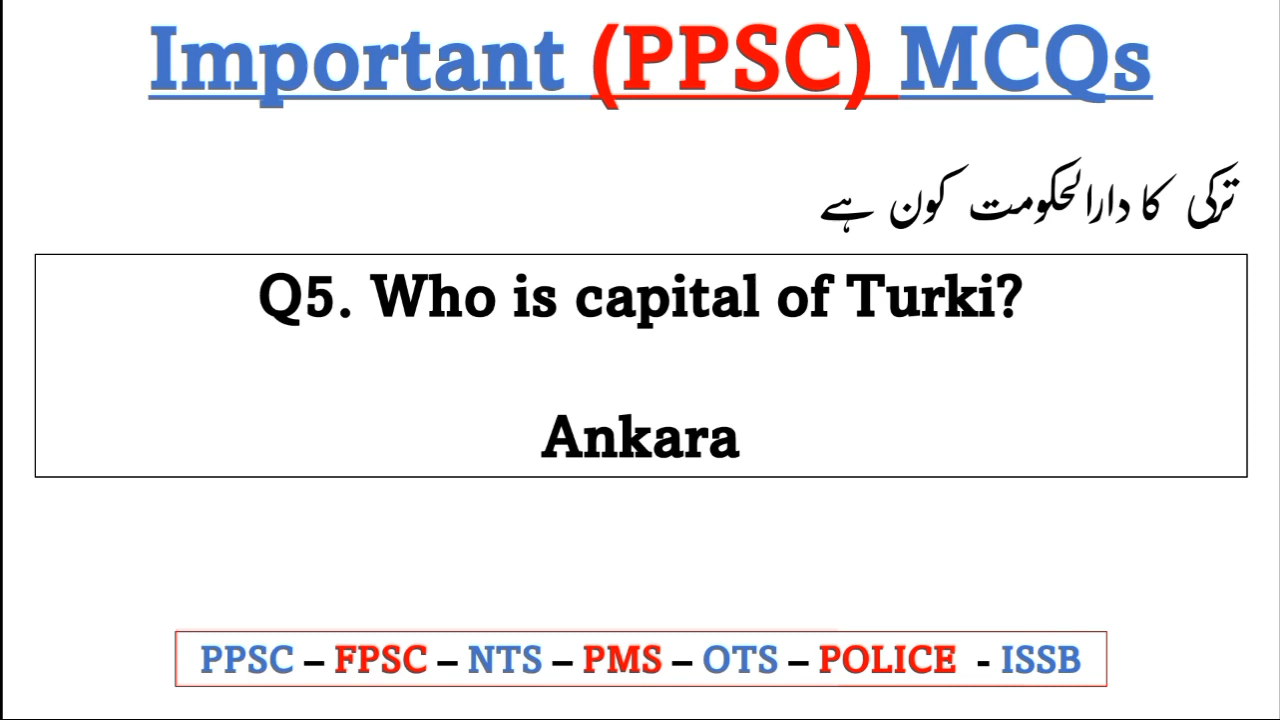 Important (PPSC) MCQs
ترکی کا دارالحکومت کون ہے
Q5. Who is capital of Turki?
Ankara
PPSC – FPSC – NTS – PMS – OTS – POLICE - ISSB